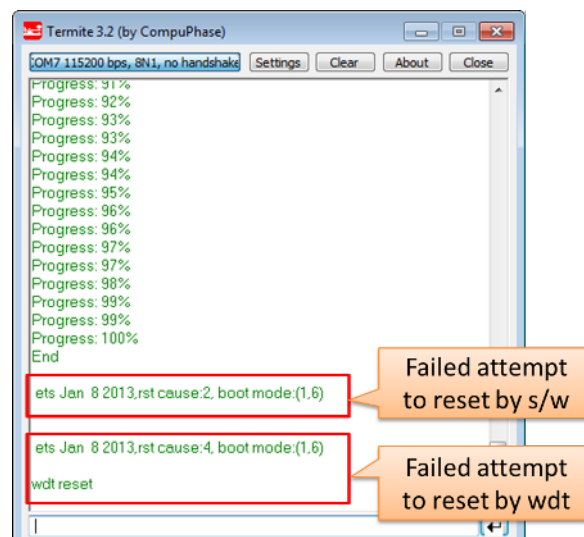 Termite 3.2 (by CompuPhase)
COM7 115200 bps, 8N1, no handshake Settings Clear About Close
Progress: 91%
Progress: 92%
Progress: 93%
Progress: 93%
Progress: 94%
Progress: 94%
Progress: 95%
Progress: 96%
Progress: 96%
Progress: 97%
Progress: 97%
Progress: 98%
Progress: 99%
Progress: 99%
Progress: 100%
End
Failed attempt
to reset by s/w
ets Jan 8 2013,rst cause:2, boot mode:(1,6)
ets Jan 8 2013,rst cause:4, boot mode:(1,6)
wdt reset
Failed attempt
to reset by wdt